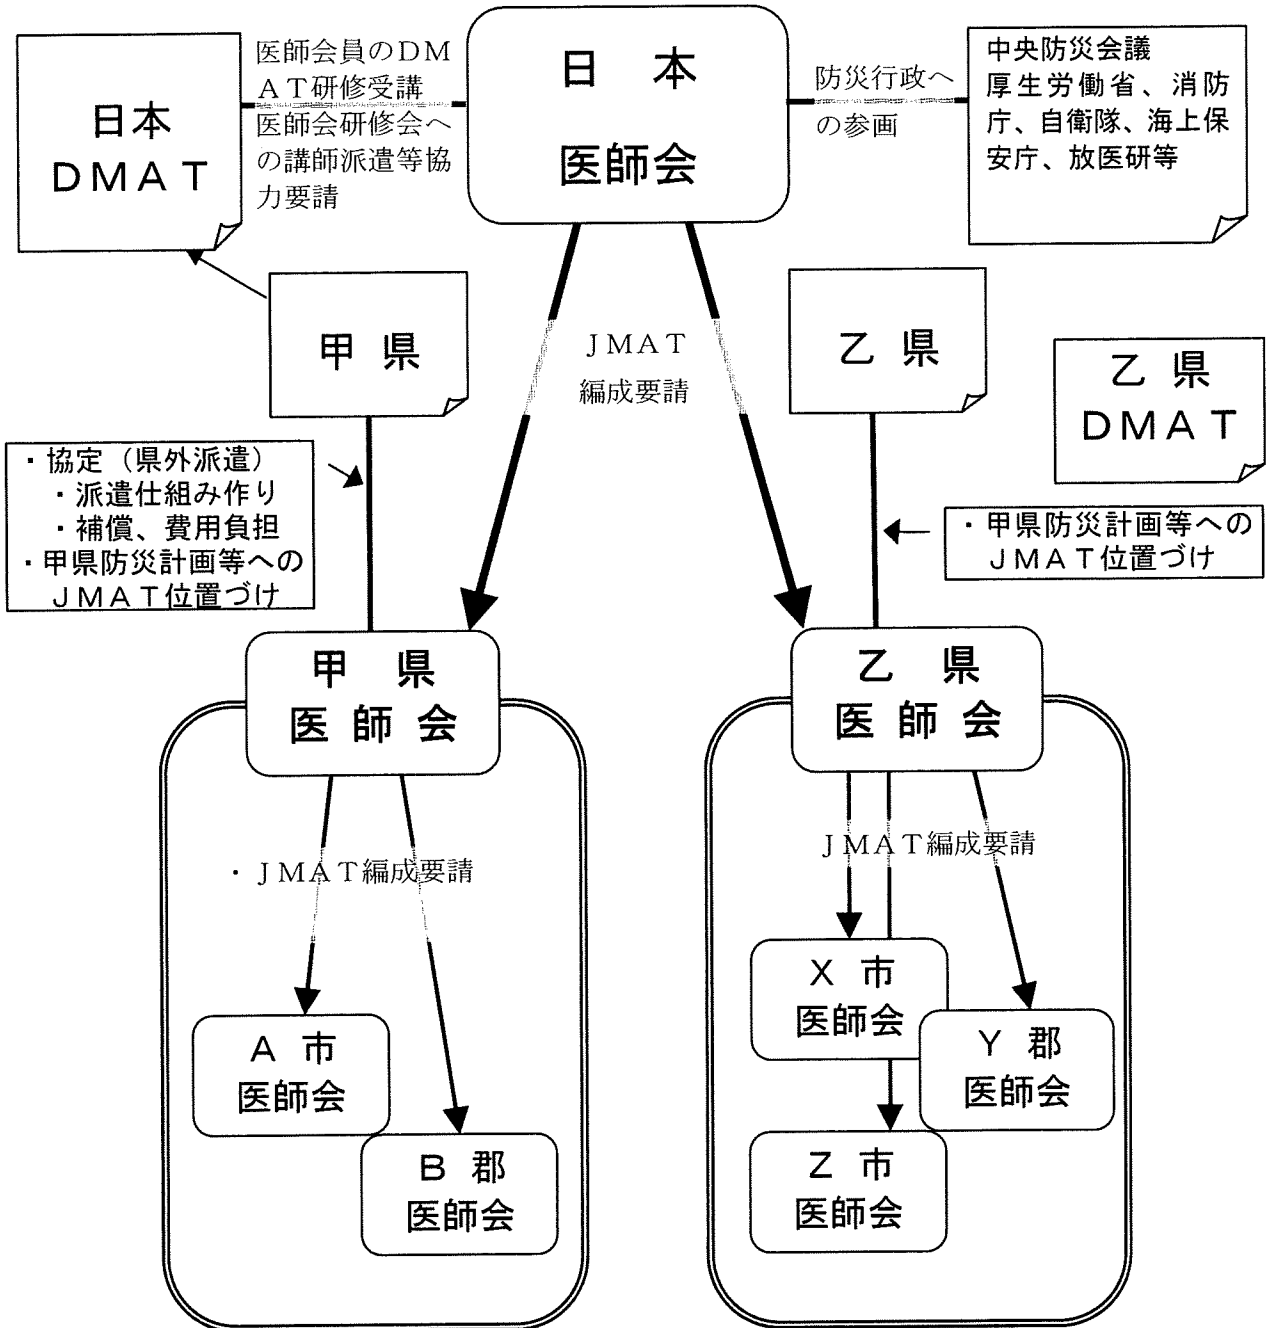 日本
DMAT
医師会員のDM
AT研修受講
医師会研修会へ
の講師派遣等協
力要請
日 本
医師会
防災行政へ
の参画
中央防災会議
厚生労働省、消防
庁、自衛隊、海上保
安庁、放医研等
甲 県
JMAT
編成要請
乙 県
乙 県
DMAT
・協定（県外派遣）
・派遣仕組み作り
・補償、費用負担
・甲県防災計画等への
JMAT位置づけ
・甲県防災計画等への
JMAT位置づけ
甲 県
医 師 会
乙 県
医 師 会
・JMAT編成要請
JMAT編成要請
A 市
医師会
B 郡
医師会
X 市
医師会
Y 郡
医師会
Z 市
医師会